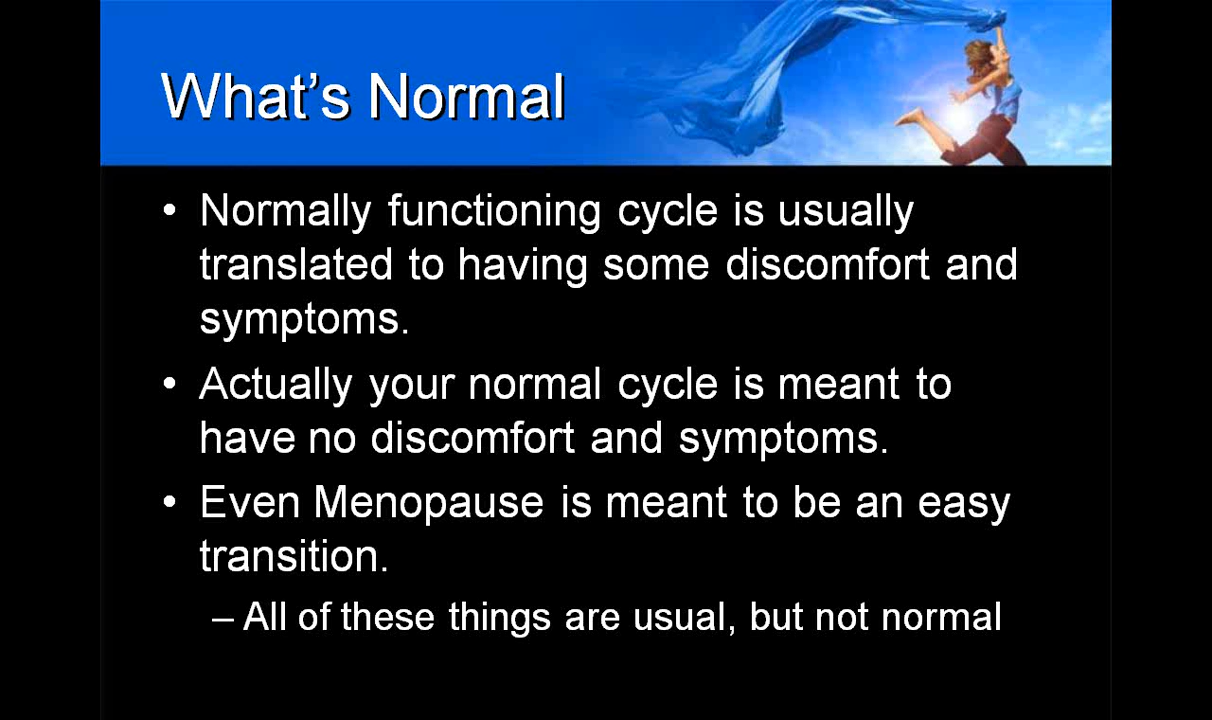 What's Normal
• Normally functioning cycle is usually
translated to having some discomfort and
symptoms.
• Actually your normal cycle is meant to
have no discomfort and symptoms.
• Even Menopause is meant to be an easy
transition.
– All of these things are usual, but not normal